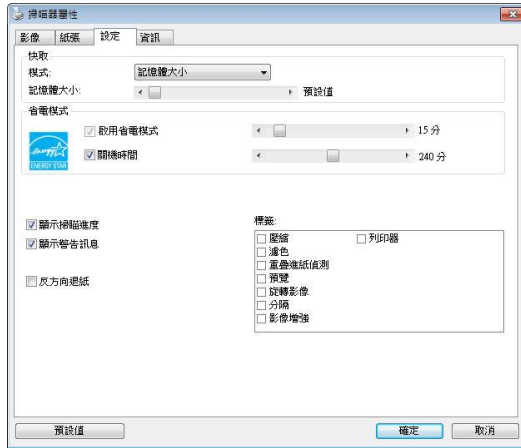 掃瞄器屬性
影像 紙張 設定 資訊
快取
模式: 記憶體大小
記憶體大小: 預設值
省電模式
啟用省電模式 15 分
關機時間 240 分
ENERGY STAR
顯示掃瞄進度
顯示警告訊息
反方向退紙
標籤:
壓縮 列印器
濾色
重疊進紙偵測
預覽
旋轉影像
分隔
影像增強
預設值 確定 取消